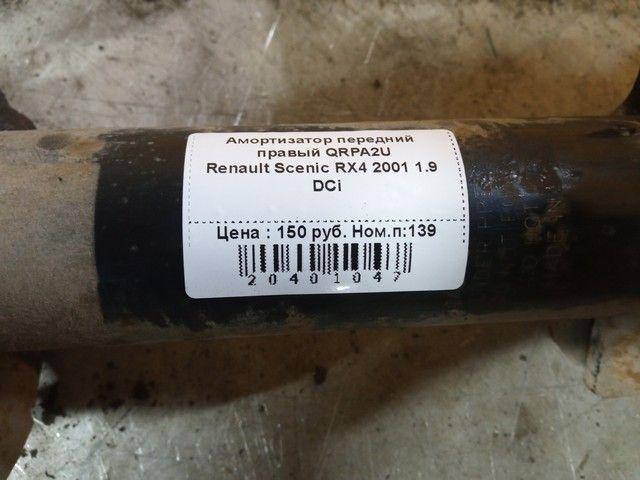 Амортизатор передний
правый QRPA2U
Renault Scenic RX4 2001 1.9
DCi
Цена : 150 руб. Ном.п:139
20401047